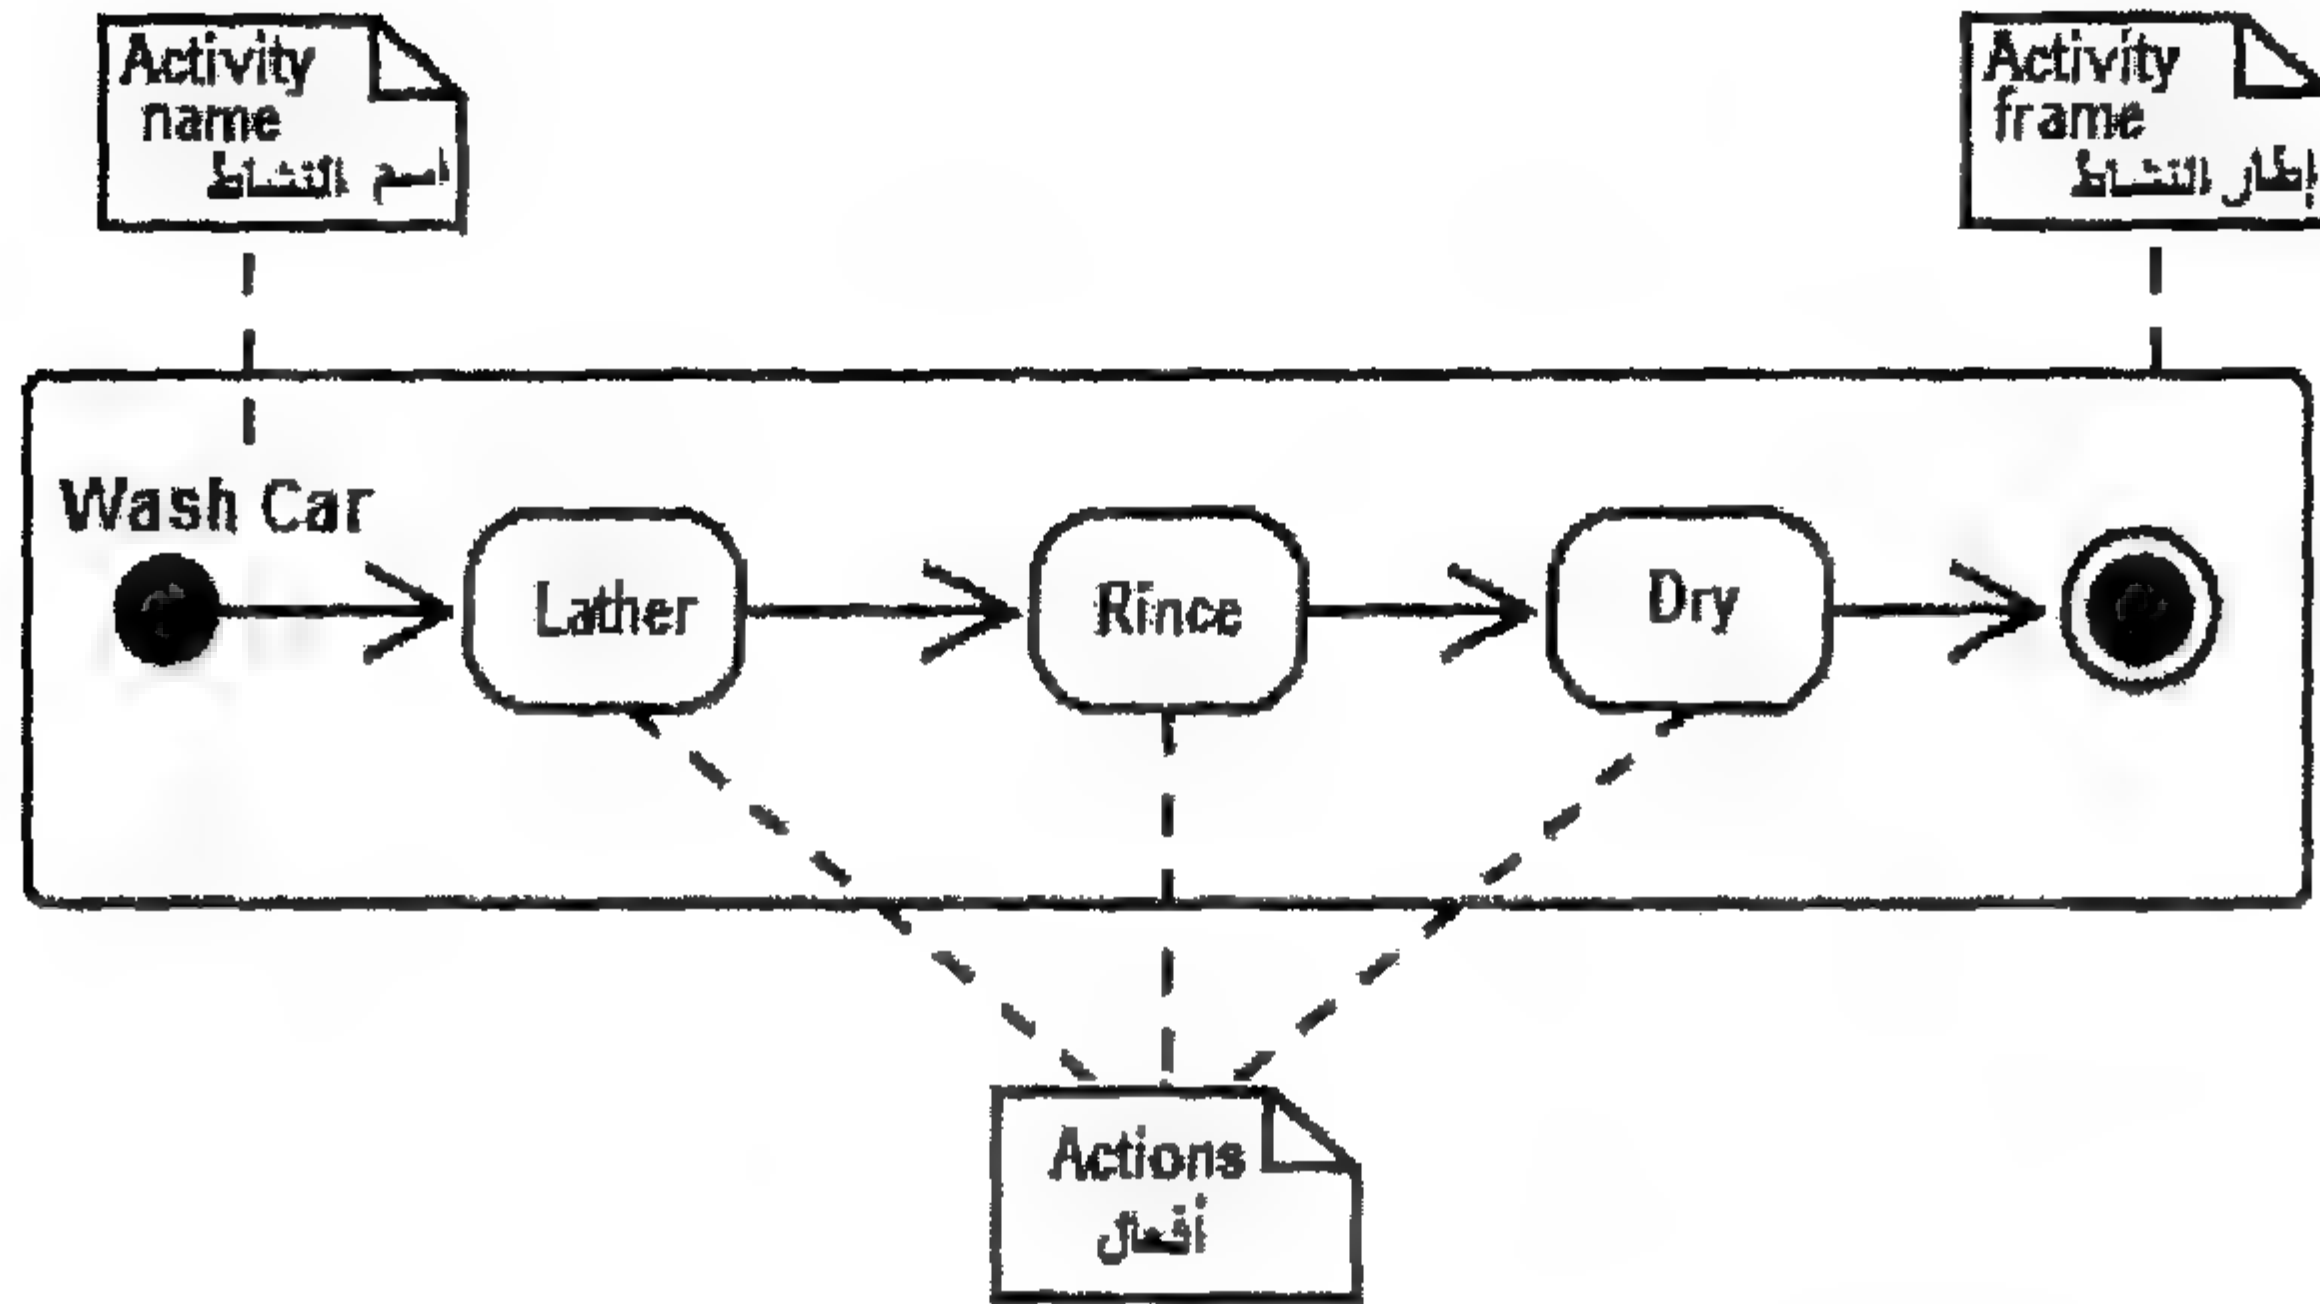 Activity
name
اسم النشاط
Activity
frame
إطار النشاط
Wash Car
Lather
Rince
Dry
Actions
أفعال